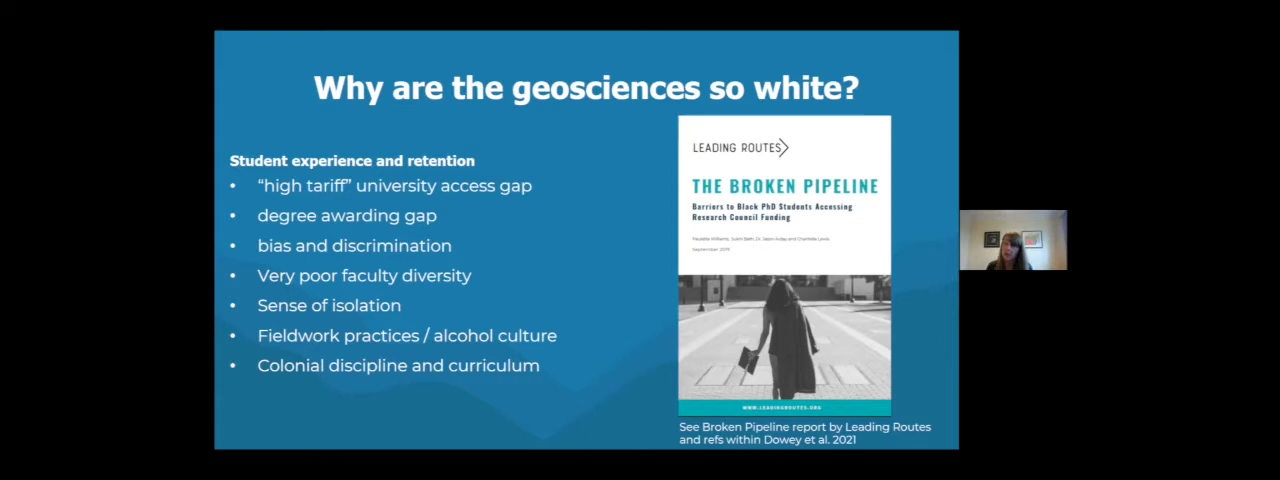 Why are the geosciences so white?
Student experience and retention
• “high tariff” university access gap
• degree awarding gap
• bias and discrimination
• Very poor faculty diversity
• Sense of isolation
• Fieldwork practices / alcohol culture
• Colonial discipline and curriculum
LEADING ROUTES
THE BROKEN PIPELINE
Barriers to Black PhD Students Accessing
Research Council Funding
September 2019
WWW.LEADINGROUTES.ORG
See Broken Pipeline report by Leading Routes
and refs within Dowey et al. 2021